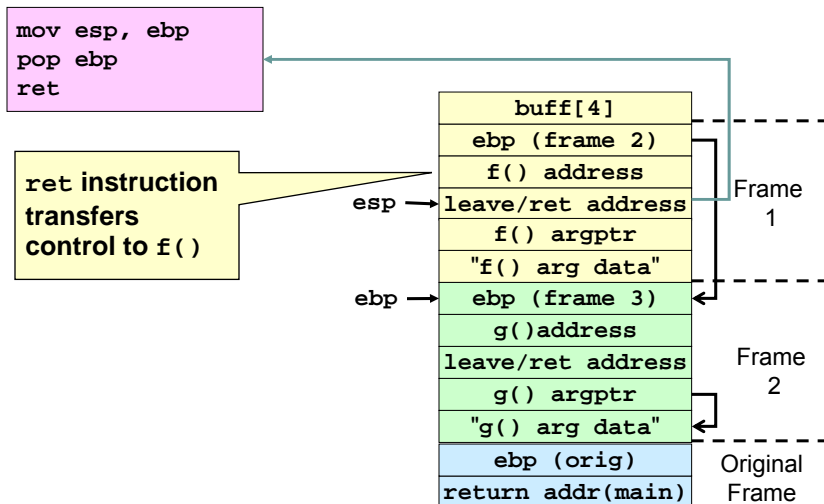 mov esp, ebp
pop ebp
ret
buff[4]
ebp (frame 2)
f() address
leave/ret address
f() argptr
"f() arg data"
ebp (frame 3)
g()address
leave/ret address
g() argptr
"g() arg data"
ebp (orig)
return addr(main)
ret instruction
transfers
control to f()
esp
ebp
Frame
1
Frame
2
Original
Frame